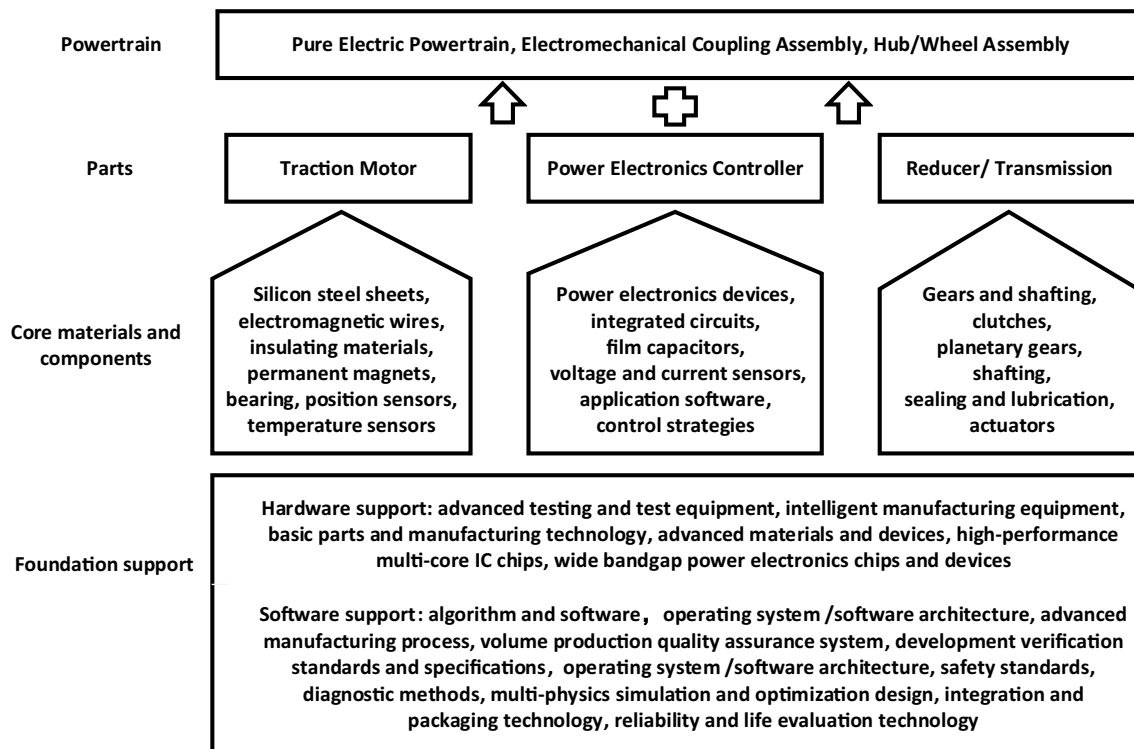 Powertrain
Pure Electric Powertrain, Electromechanical Coupling Assembly, Hub/Wheel Assembly
Parts
Traction Motor
Power Electronics Controller
Reducer/ Transmission
Core materials and
components
Silicon steel sheets,
electromagnetic wires,
insulating materials,
permanent magnets,
bearing, position sensors,
temperature sensors
Power electronics devices,
integrated circuits,
film capacitors,
voltage and current sensors,
application software,
control strategies
Gears and shafting,
clutches,
planetary gears,
shafting,
sealing and lubrication,
actuators
Foundation support
Hardware support: advanced testing and test equipment, intelligent manufacturing equipment,
basic parts and manufacturing technology, advanced materials and devices, high-performance
multi-core IC chips, wide bandgap power electronics chips and devices
Software support: algorithm and software，operating system /software architecture, advanced
manufacturing process, volume production quality assurance system, development verification
standards and specifications，operating system /software architecture, safety standards,
diagnostic methods, multi-physics simulation and optimization design, integration and
packaging technology, reliability and life evaluation technology